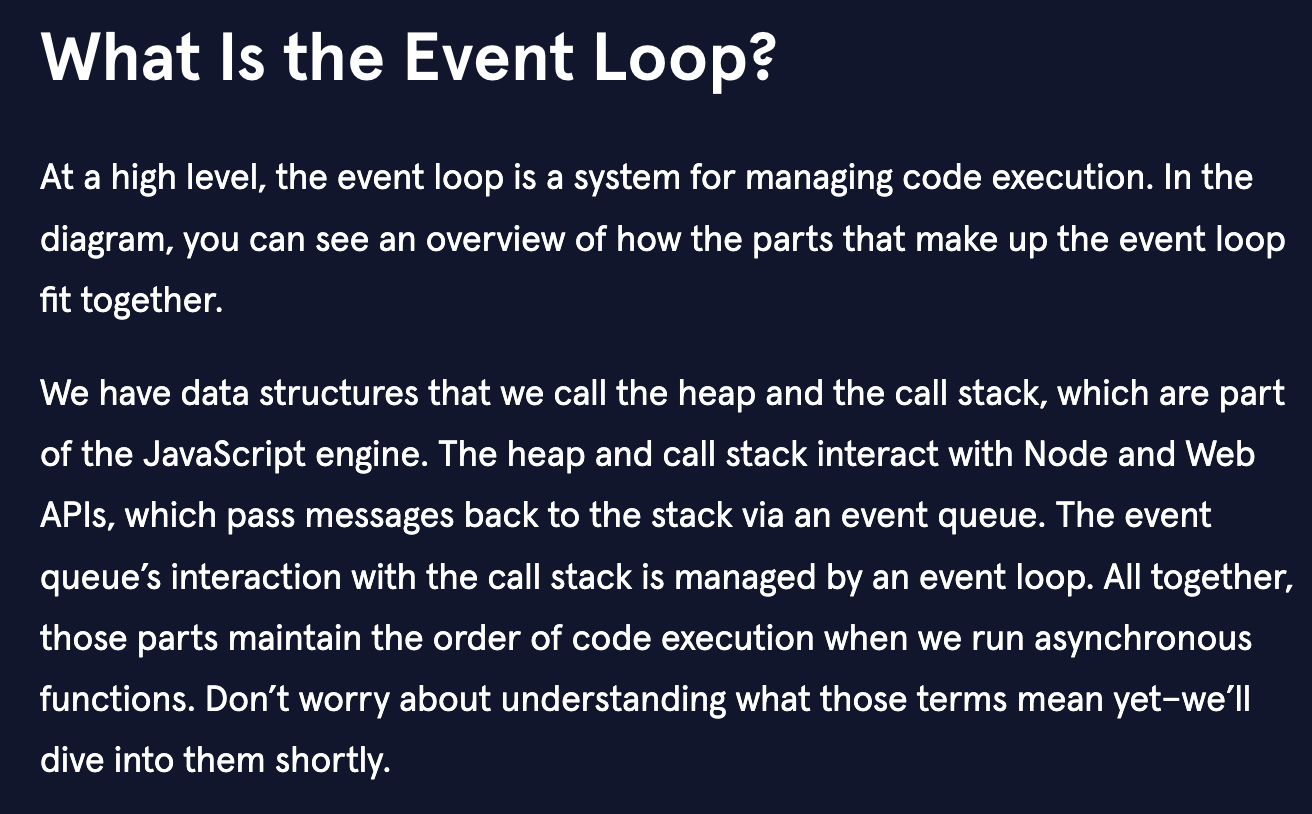 What Is the Event Loop?
At a high level, the event loop is a system for managing code execution. In the
diagram, you can see an overview of how the parts that make up the event loop
fit together.
We have data structures that we call the heap and the call stack, which are part
of the JavaScript engine. The heap and call stack interact with Node and Web
APIs, which pass messages back to the stack via an event queue. The event
queue’s interaction with the call stack is managed by an event loop. All together,
those parts maintain the order of code execution when we run asynchronous
functions. Don’t worry about understanding what those terms mean yet–we’ll
dive into them shortly.